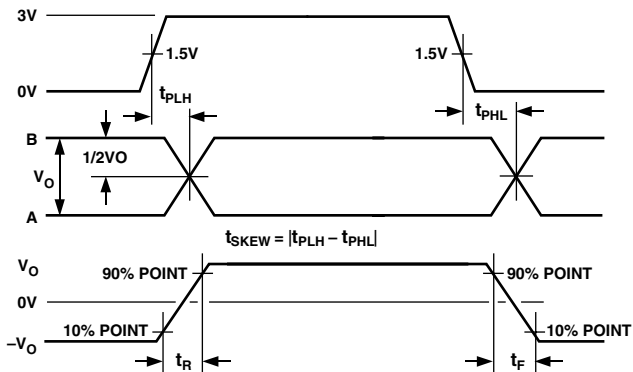 3V
1.5V
1.5V
0V
tPLH
tPHL
B
1/2VO
VO
A
tSKEW = |tPLH – tPHL|
VO
90% POINT
90% POINT
0V
10% POINT
10% POINT
–VO
tR
tF